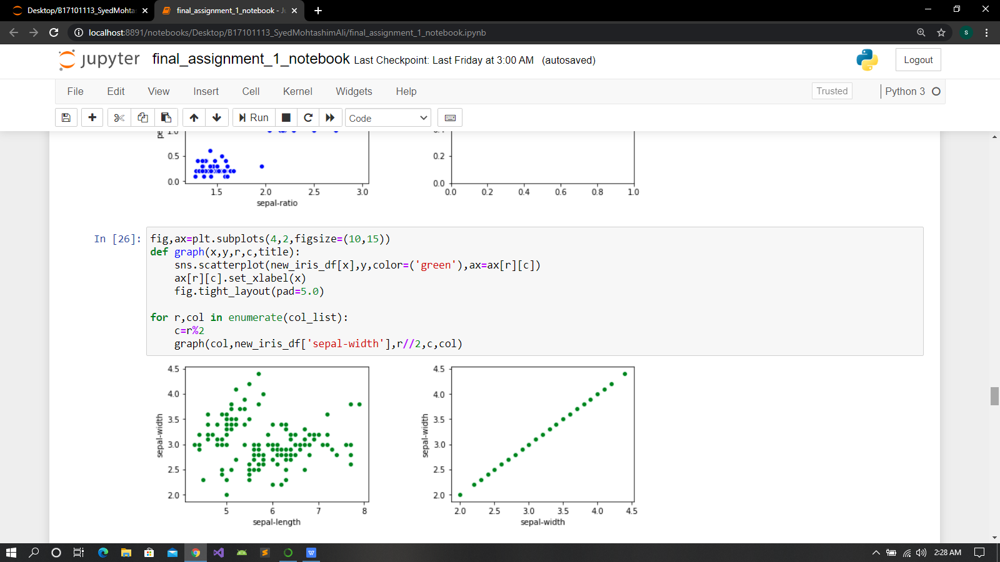 Desktop/B17101113_SyedMohta
final_assignment_1_notebook - Ju
localhost:8891/notebooks/Desktop/B17101113_SyedMohtashimAli/final_assignment_1_notebook.ipynb
S
jupyter final_assignment_1_notebook Last Checkpoint: Last Friday at 3:00 AM (autosaved)
Logout
File Edit View Insert Cell Kernel Widgets Help
Trusted
Python 3
Run
Code
1.0
0.5
0.0
1.5 2.0 2.5 3.0
sepal-ratio
0.2
0.0
0.0 0.2 0.4 0.6 0.8 1.0
In [26]:
fig,ax=plt.subplots(4,2,figsize=(10,15))
def graph(x,y,r,c,title):
    sns.scatterplot(new_iris_df[x],y,color=('green'),ax=ax[r][c])
    ax[r][c].set_xlabel(x)
    fig.tight_layout(pad=5.0)
for r,col in enumerate(col_list):
    c=r%2
    graph(col,new_iris_df['sepal-width'],r//2,c,col)
4.5
4.0
3.5
3.0
2.5
2.0
sepal-width
5 6 7 8
sepal-length
4.5
4.0
3.5
3.0
2.5
2.0
sepal-width
2.0 2.5 3.0 3.5 4.0 4.5
sepal-width
2:28 AM